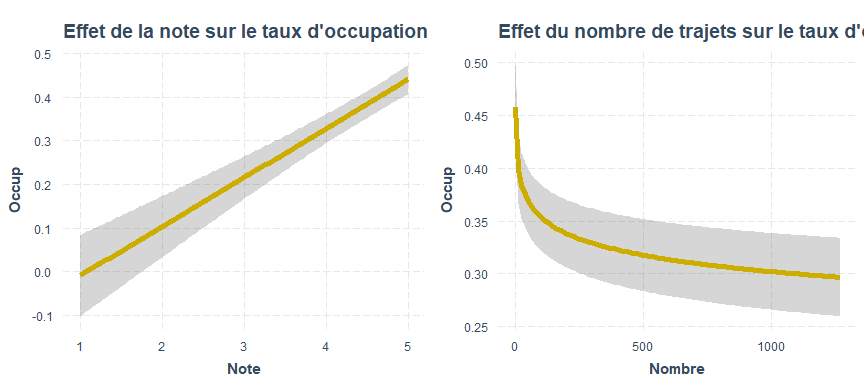 Effet de la note sur le taux d'occupation
0.5
0.4
0.3
0.2
0.1
0.0
-0.1
Occup
1 2 3 4 5
Note
Effet du nombre de trajets sur le taux
0.50
0.45
0.40
0.35
0.30
0.25
Occup
0 500 1000
Nombre